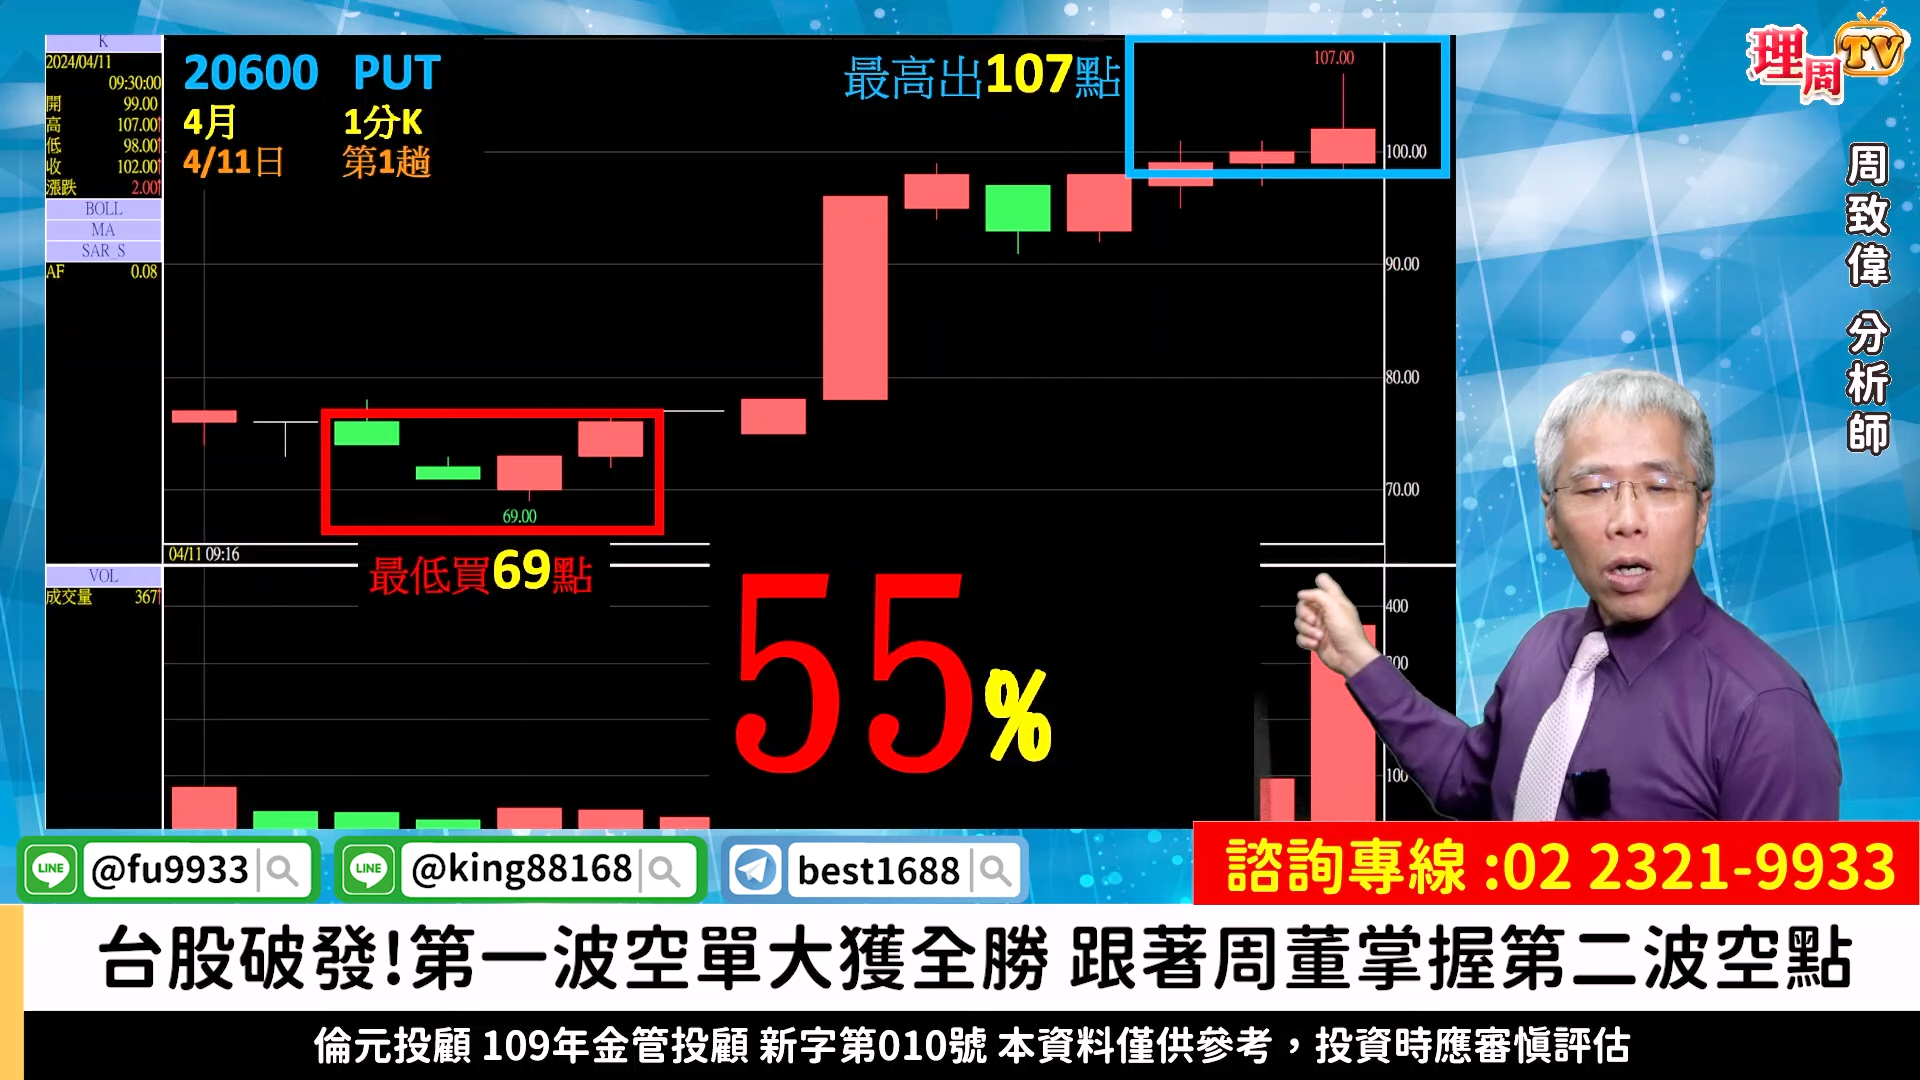 K
2024/04/11
09:30:00
開 99.00
高 107.00
低 98.00
收 102.00
漲跌 2.00
BOLL
MA
SAR_S
AF 0.08
20600 PUT
4月 1分K
4/11日 第1趟
最高出107點
107.00
100.00
90.00
80.00
70.00
69.00
04/11 09:16
最低買69點
VOL
成交量 367
55%
400
300
100
理周TV
周致偉 分析師
LINE @fu9933
LINE @king88168
best1688
諮詢專線 :02 2321-9933
台股破發!第一波空單大獲全勝 跟著周董掌握第二波空點
倫元投顧 109年金管投顧 新字第010號 本資料僅供參考，投資時應審慎評估